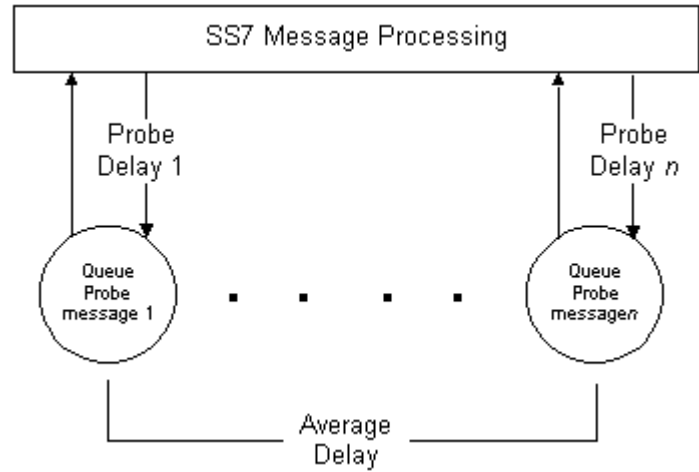 SS7 Message Processing
Probe
Delay 1
Probe
Delay n
Queue
Probe
message 1
Queue
Probe
messagen
Average
Delay